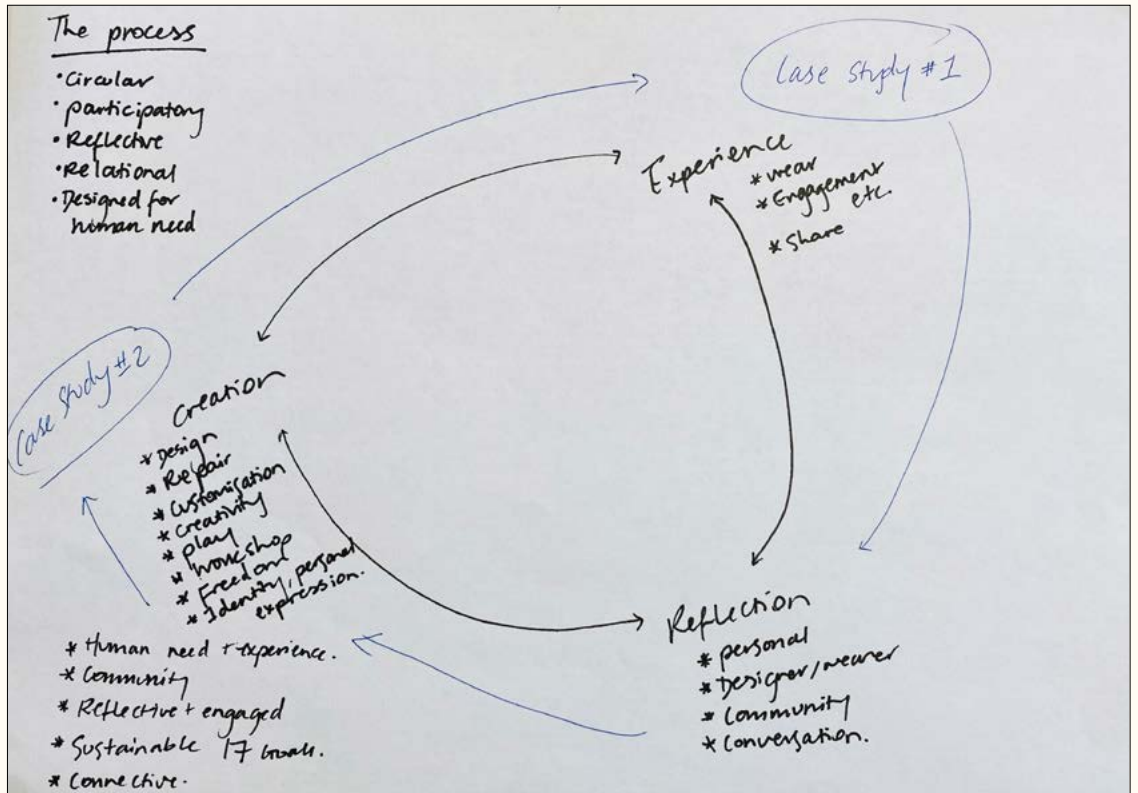 The process
• Circular
• participatory
• Reflective
• Relational
• Designed for
human need
Case Study #1
Experience
* wear
* Engagement
etc.
* Share
Case Study #2
Creation
* Design
* Repair
* Customisation
* Creativity
* play
* Workshop
* Freedom
* Identity, personal
expression.
* Human need + experience.
* Community
* Reflective + engaged
* Sustainable 17 Goals.
* Connective.
Reflection
* personal
* Designer/wearer
* Community
* Conversation.